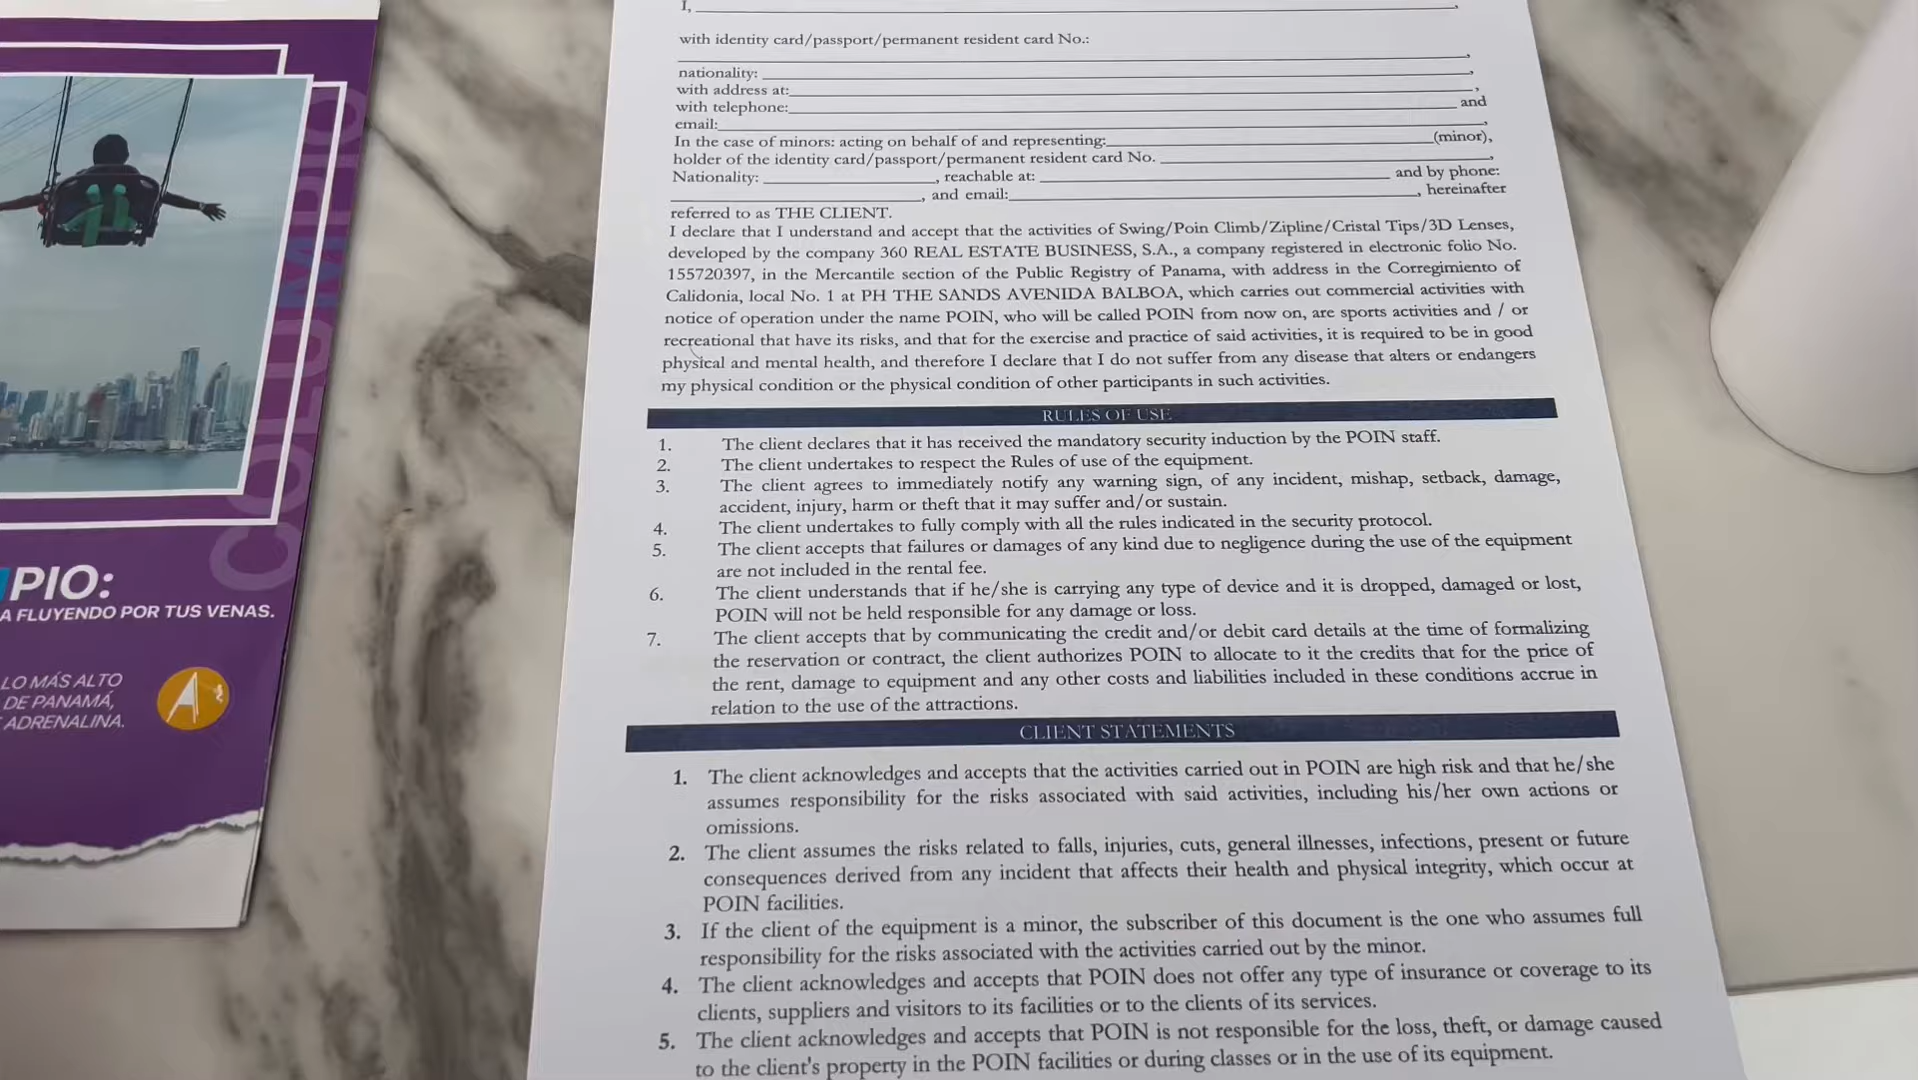 COLUMPIO
PIO:
A FLUYENDO POR TUS VENAS.
LO MÁS ALTO
DE PANAMÁ,
ADRENALINA.
I, ,
with identity card/passport/permanent resident card No.:
,
nationality: ,
with address at: ,
with telephone: and
email: ,
In the case of minors: acting on behalf of and representing: (minor),
holder of the identity card/passport/permanent resident card No. ,
Nationality: , reachable at: and by phone:
, and email: , hereinafter
referred to as THE CLIENT.
I declare that I understand and accept that the activities of Swing/Poin Climb/Zipline/Cristal Tips/3D Lenses,
developed by the company 360 REAL ESTATE BUSINESS, S.A., a company registered in electronic folio No.
155720397, in the Mercantile section of the Public Registry of Panama, with address in the Corregimiento of
Calidonia, local No. 1 at PH THE SANDS AVENIDA BALBOA, which carries out commercial activities with
notice of operation under the name POIN, who will be called POIN from now on, are sports activities and / or
recreational that have its risks, and that for the exercise and practice of said activities, it is required to be in good
physical and mental health, and therefore I declare that I do not suffer from any disease that alters or endangers
my physical condition or the physical condition of other participants in such activities.
RULES OF USE
1. The client declares that it has received the mandatory security induction by the POIN staff.
2. The client undertakes to respect the Rules of use of the equipment.
3. The client agrees to immediately notify any warning sign, of any incident, mishap, setback, damage,
accident, injury, harm or theft that it may suffer and/or sustain.
4. The client undertakes to fully comply with all the rules indicated in the security protocol.
5. The client accepts that failures or damages of any kind due to negligence during the use of the equipment
are not included in the rental fee.
6. The client understands that if he/she is carrying any type of device and it is dropped, damaged or lost,
POIN will not be held responsible for any damage or loss.
7. The client accepts that by communicating the credit and/or debit card details at the time of formalizing
the reservation or contract, the client authorizes POIN to allocate to it the credits that for the price of
the rent, damage to equipment and any other costs and liabilities included in these conditions accrue in
relation to the use of the attractions.
CLIENT STATEMENTS
1. The client acknowledges and accepts that the activities carried out in POIN are high risk and that he/she
assumes responsibility for the risks associated with said activities, including his/her own actions or
omissions.
2. The client assumes the risks related to falls, injuries, cuts, general illnesses, infections, present or future
consequences derived from any incident that affects their health and physical integrity, which occur at
POIN facilities.
3. If the client of the equipment is a minor, the subscriber of this document is the one who assumes full
responsibility for the risks associated with the activities carried out by the minor.
4. The client acknowledges and accepts that POIN does not offer any type of insurance or coverage to its
clients, suppliers and visitors to its facilities or to the clients of its services.
5. The client acknowledges and accepts that POIN is not responsible for the loss, theft, or damage caused
to the client's property in the POIN facilities or during classes or in the use of its equipment.